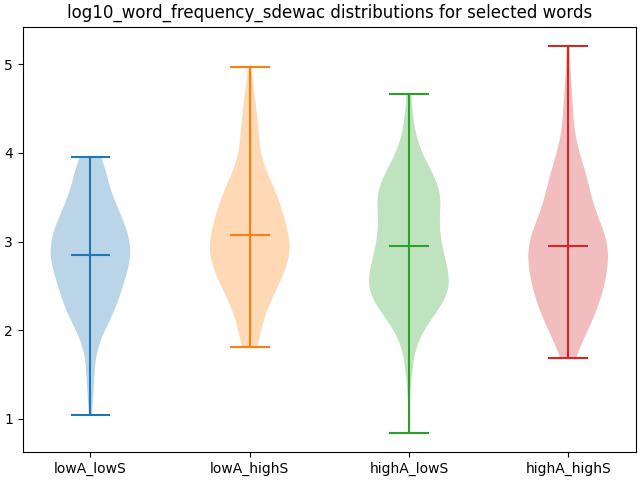 log10_word_frequency_sdewac distributions for selected words
5
4
3
2
1
lowA_lowS lowA_highS highA_lowS highA_highS